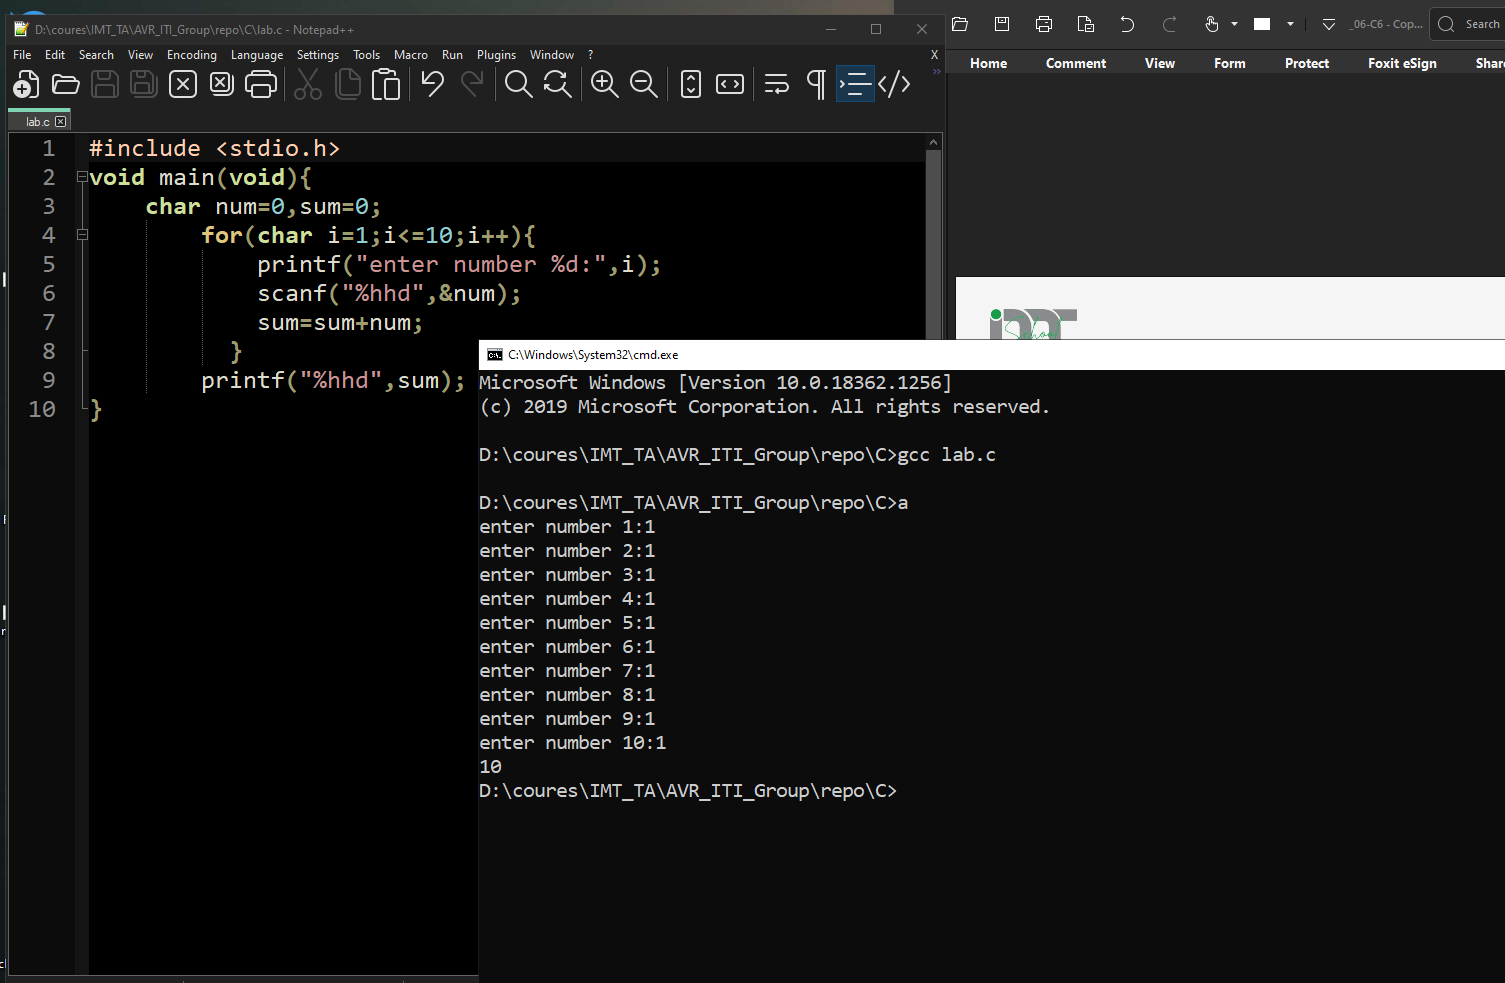 D:\coures\IMT_TA\AVR_ITI_Group\repo\C\lab.c - Notepad++
File Edit Search View Encoding Language Settings Tools Macro Run Plugins Window ? X
lab.c
1 #include <stdio.h>
2 void main(void){
3 char num=0,sum=0;
4 for(char i=1;i<=10;i++){
5 printf("enter number %d:",i);
6 scanf("%hhd",&num);
7 sum=sum+num;
8 }
9 printf("%hhd",sum);
10 }
_06-C6 - Cop... Search
Home Comment View Form Protect Foxit eSign Share
School
C:\Windows\System32\cmd.exe
Microsoft Windows [Version 10.0.18362.1256]
(c) 2019 Microsoft Corporation. All rights reserved.
D:\coures\IMT_TA\AVR_ITI_Group\repo\C>gcc lab.c
D:\coures\IMT_TA\AVR_ITI_Group\repo\C>a
enter number 1:1
enter number 2:1
enter number 3:1
enter number 4:1
enter number 5:1
enter number 6:1
enter number 7:1
enter number 8:1
enter number 9:1
enter number 10:1
10
D:\coures\IMT_TA\AVR_ITI_Group\repo\C>